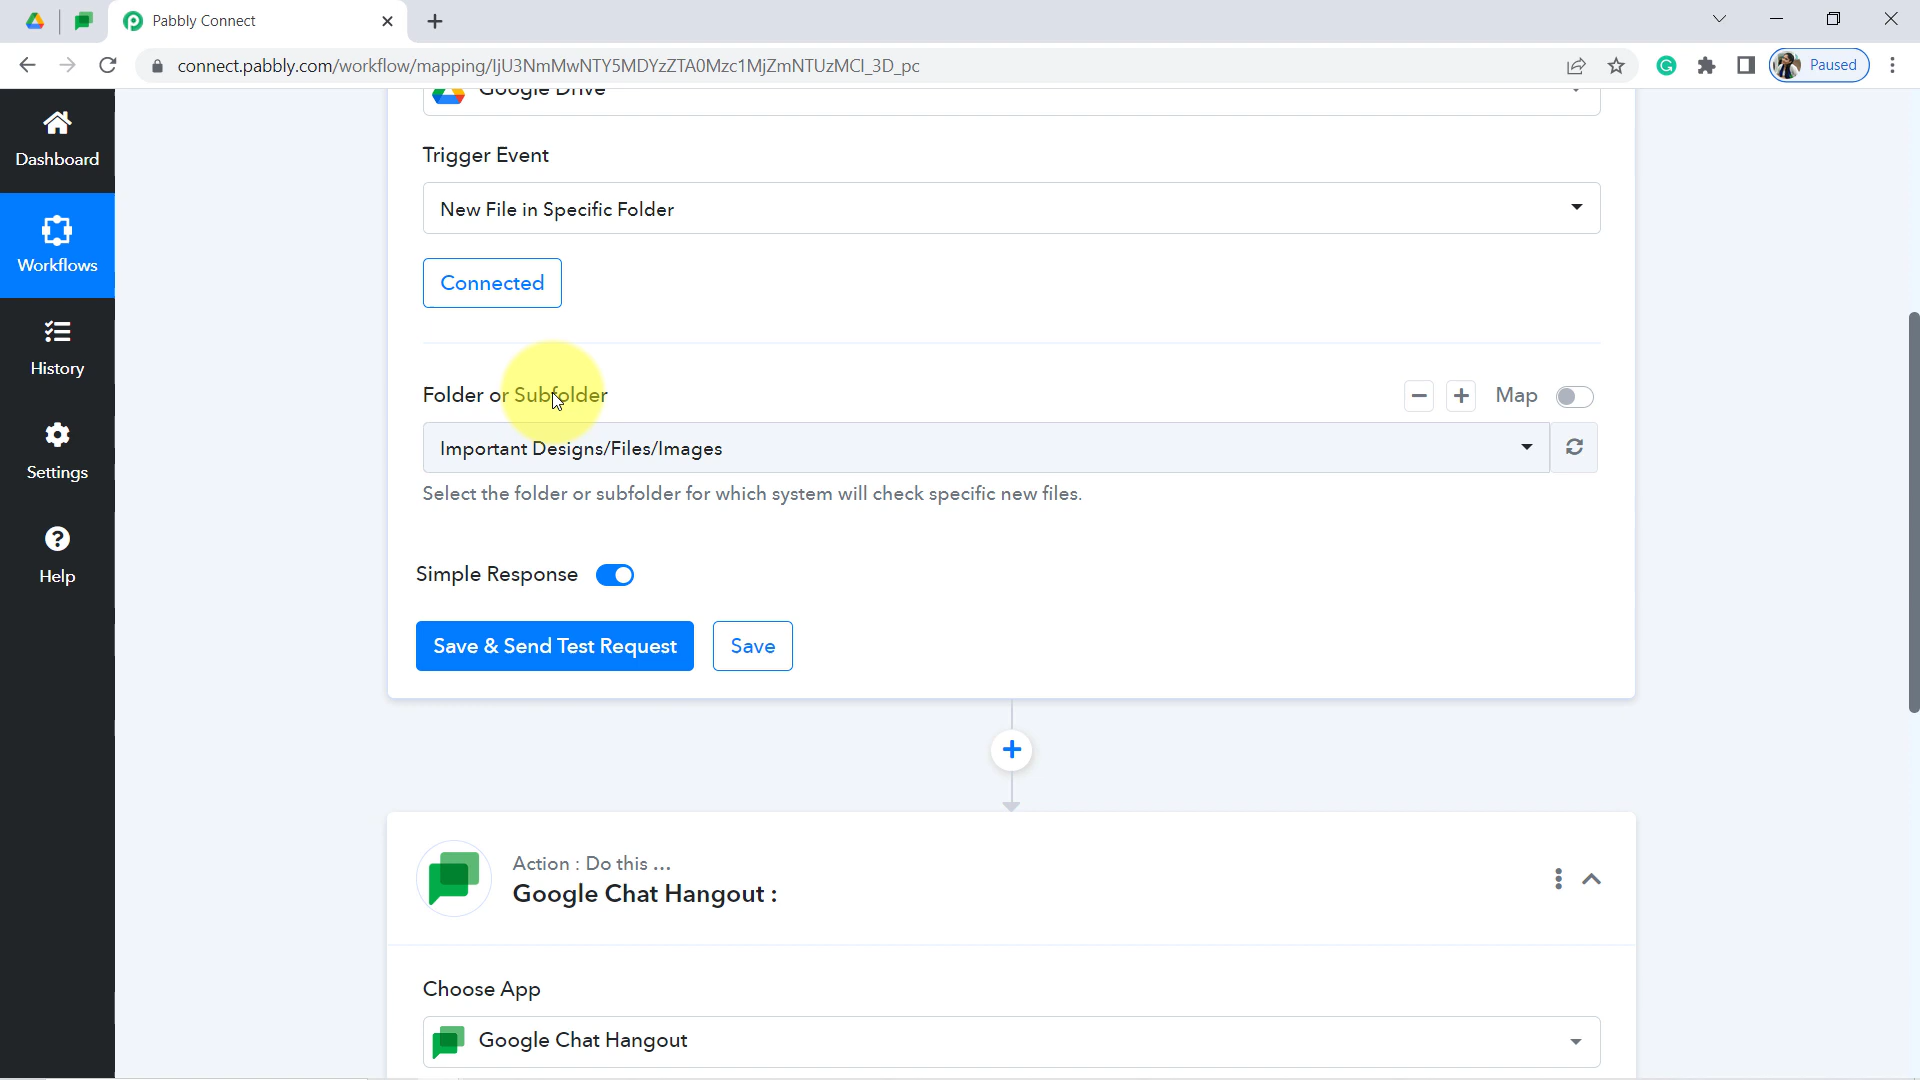 Pabbly Connect
connect.pabbly.com/workflow/mapping/IjU3NmMwNTY5MDYzZTA0Mzc1MjZmNTUzMCI_3D_pc
Paused
Dashboard
Workflows
History
Settings
Help
Google Drive
Trigger Event
New File in Specific Folder
Connected
Folder or Subfolder
Map
Important Designs/Files/Images
Select the folder or subfolder for which system will check specific new files.
Simple Response
Save & Send Test Request
Save
Action : Do this ...
Google Chat Hangout :
Choose App
Google Chat Hangout